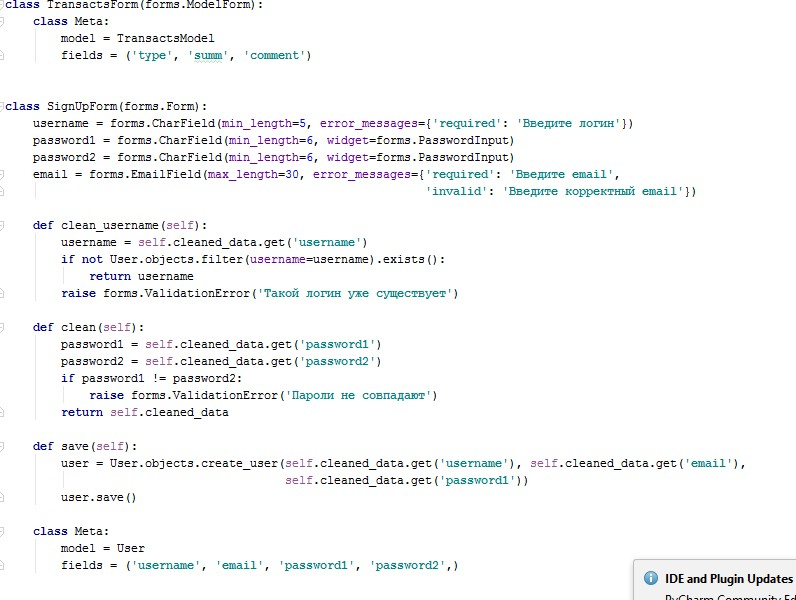 class TransactsForm(forms.ModelForm):
    class Meta:
        model = TransactsModel
        fields = ('type', 'summ', 'comment')
class SignUpForm(forms.Form):
    username = forms.CharField(min_length=5, error_messages={'required': 'Введите логин'})
    password1 = forms.CharField(min_length=6, widget=forms.PasswordInput)
    password2 = forms.CharField(min_length=6, widget=forms.PasswordInput)
    email = forms.EmailField(max_length=30, error_messages={'required': 'Введите email',
                                                            'invalid': 'Введите корректный email'})
    def clean_username(self):
        username = self.cleaned_data.get('username')
        if not User.objects.filter(username=username).exists():
            return username
        raise forms.ValidationError('Такой логин уже существует')
    def clean(self):
        password1 = self.cleaned_data.get('password1')
        password2 = self.cleaned_data.get('password2')
        if password1 != password2:
            raise forms.ValidationError('Пароли не совпадают')
        return self.cleaned_data
    def save(self):
        user = User.objects.create_user(self.cleaned_data.get('username'), self.cleaned_data.get('email'),
                                        self.cleaned_data.get('password1'))
        user.save()
    class Meta:
        model = User
        fields = ('username', 'email', 'password1', 'password2',)
IDE and Plugin Updates
PyCharm Community Ed